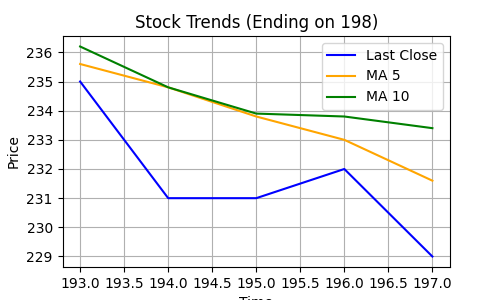 Stock Trends (Ending on 198)
236
235
234
233
232
231
230
229
Price
Last Close
MA 5
MA 10
193.0 193.5 194.0 194.5 195.0 195.5 196.0 196.5 197.0
Time